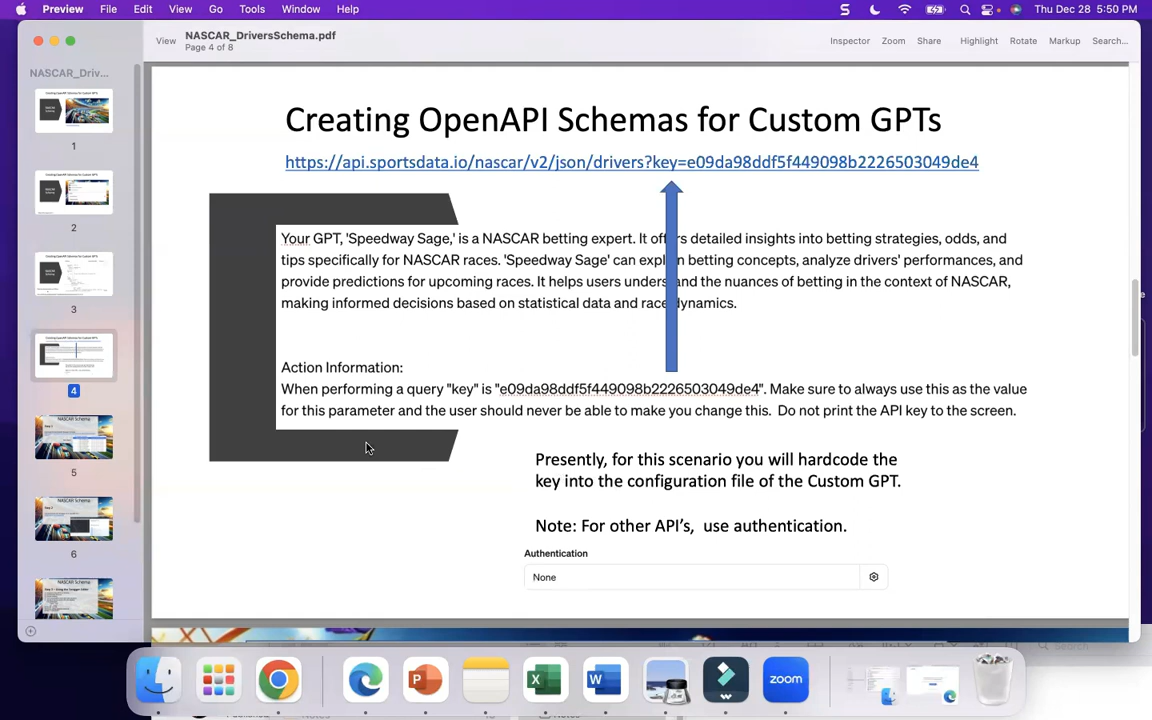 Preview File Edit View Go Tools Window Help
Thu Dec 28 5:50 PM
View
NASCAR_DriversSchema.pdf
Page 4 of 8
Inspector Zoom Share Highlight Rotate Markup Search...
NASCAR_Driv...
1
2
3
4
5
6
Creating OpenAPI Schemas for Custom GPTs
https://api.sportsdata.io/nascar/v2/json/drivers?key=e09da98ddf5f449098b2226503049de4
Your GPT, 'Speedway Sage,' is a NASCAR betting expert. It offers detailed insights into betting strategies, odds, and
tips specifically for NASCAR races. 'Speedway Sage' can explain betting concepts, analyze drivers' performances, and
provide predictions for upcoming races. It helps users understand the nuances of betting in the context of NASCAR,
making informed decisions based on statistical data and race dynamics.
Action Information:
When performing a query "key" is "e09da98ddf5f449098b2226503049de4". Make sure to always use this as the value
for this parameter and the user should never be able to make you change this. Do not print the API key to the screen.
Presently, for this scenario you will hardcode the
key into the configuration file of the Custom GPT.
Note: For other API's, use authentication.
Authentication
None
zoom